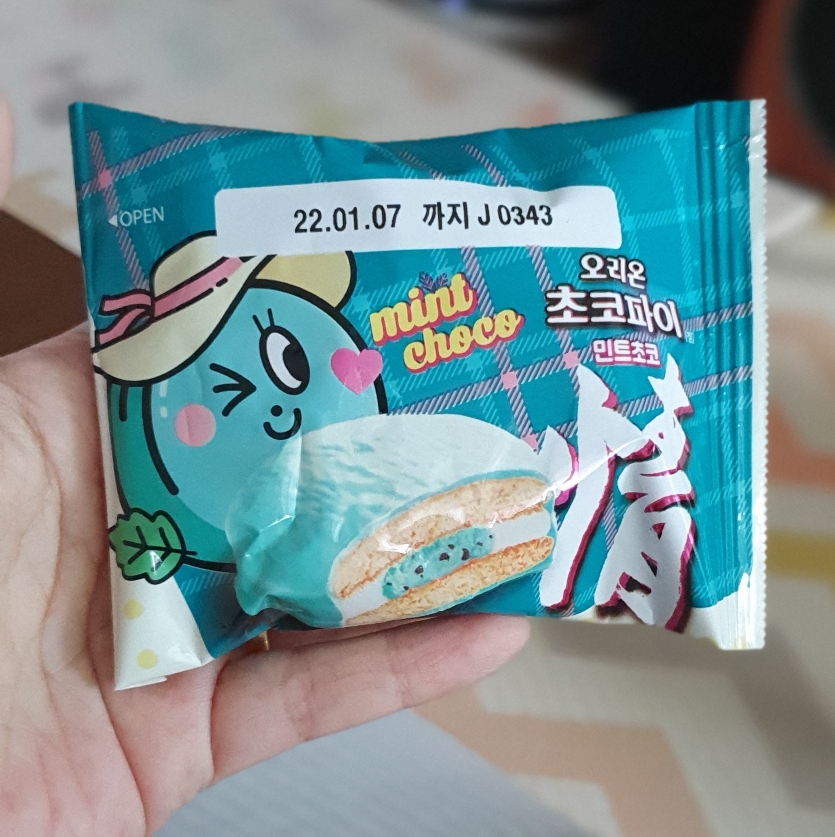 22.01.07 까지 J 0343
◀OPEN
mint
choco
오리온
초코파이
민트초코
情